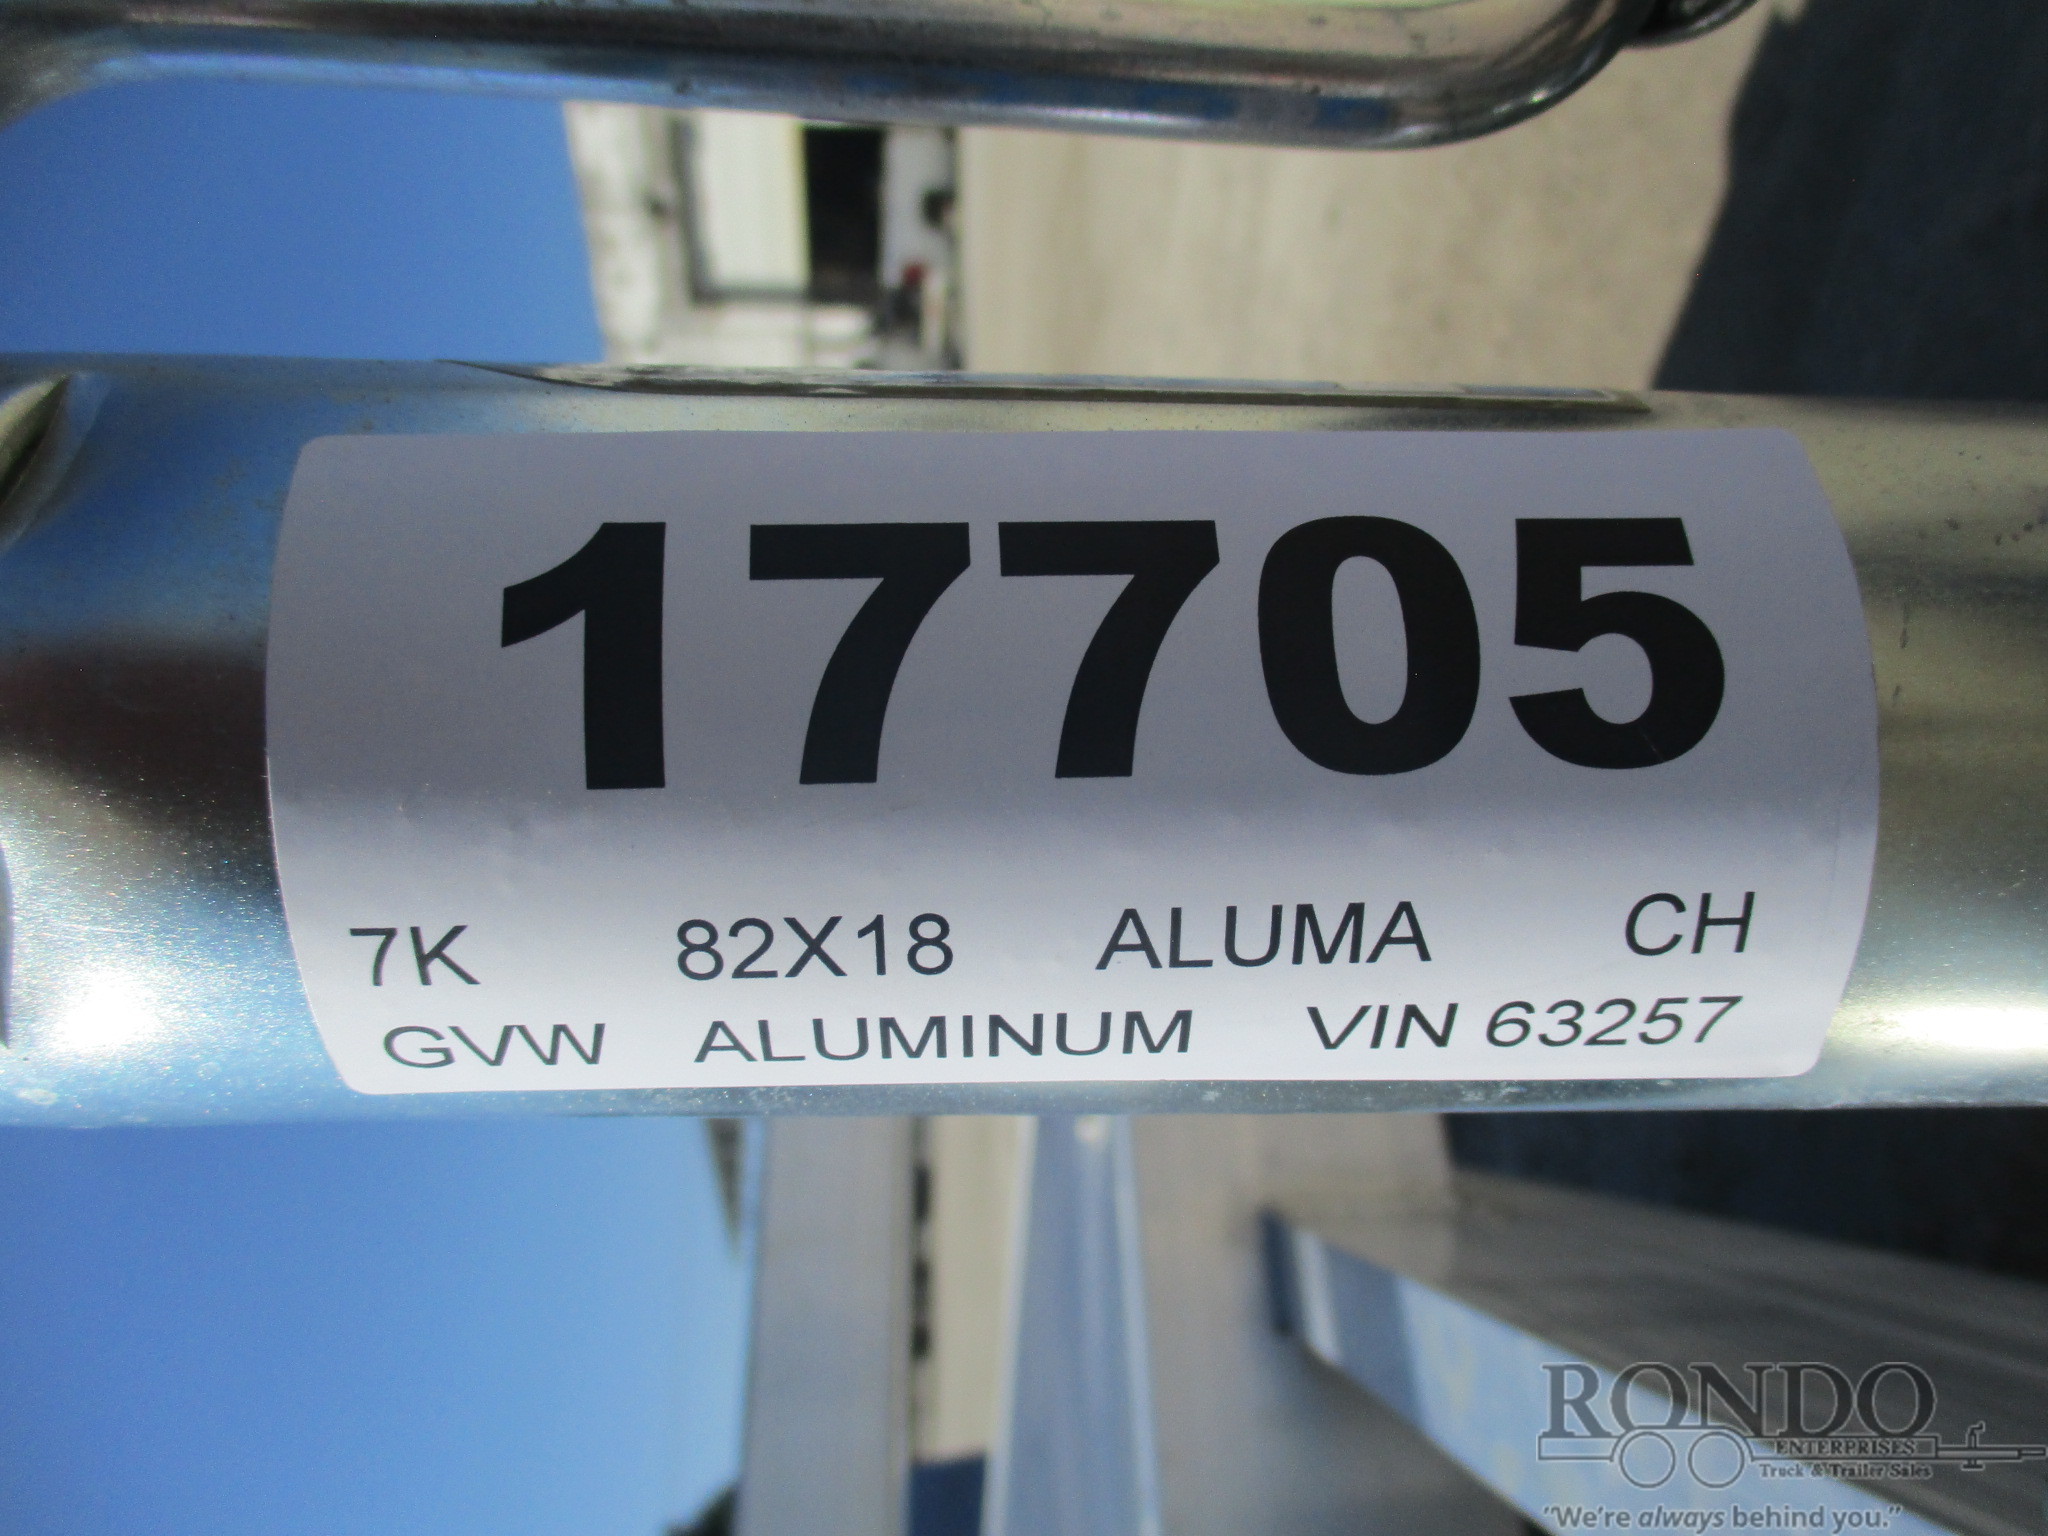 17705
7K 82X18 ALUMA CH
GVW ALUMINUM VIN 63257
RONDO
ENTERPRISES
Truck & Trailer Sales
"We're always behind you."